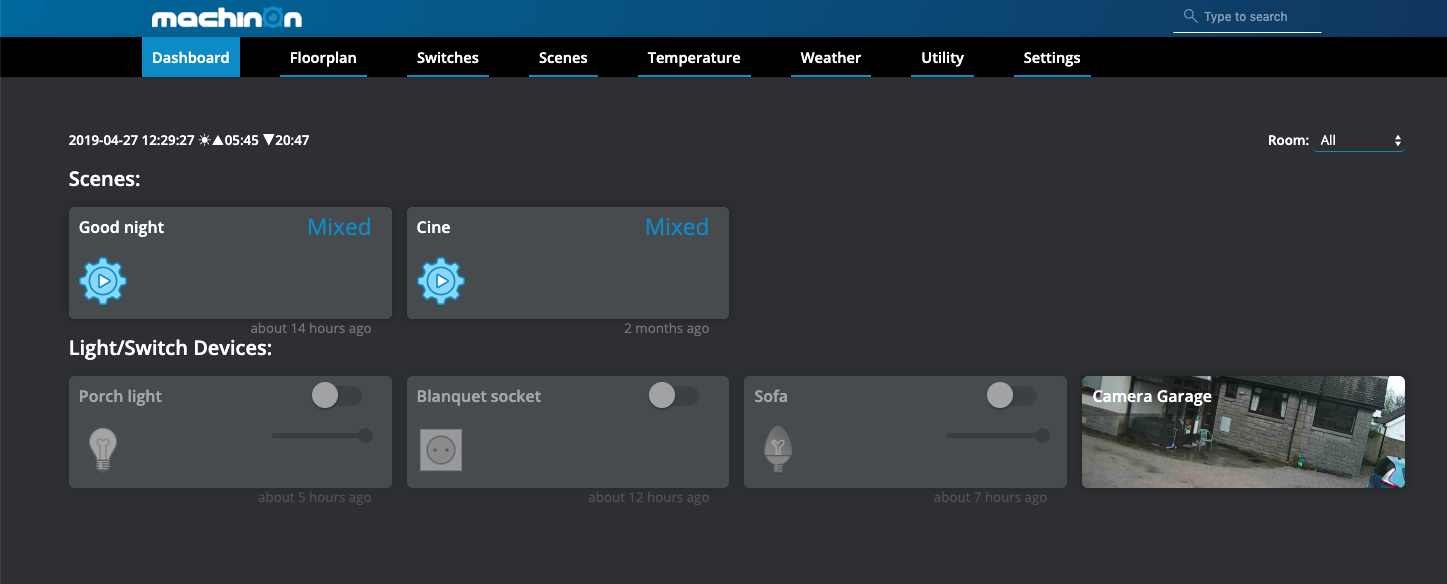 machinon
Type to search
Dashboard Floorplan Switches Scenes Temperature Weather Utility Settings
2019-04-27 12:29:27 ☀▲05:45 ▼20:47
Room: All
Scenes:
Good night Mixed
Cine Mixed
about 14 hours ago
2 months ago
Light/Switch Devices:
Porch light
Blanquet socket
Sofa
Camera Garage
about 5 hours ago
about 12 hours ago
about 7 hours ago